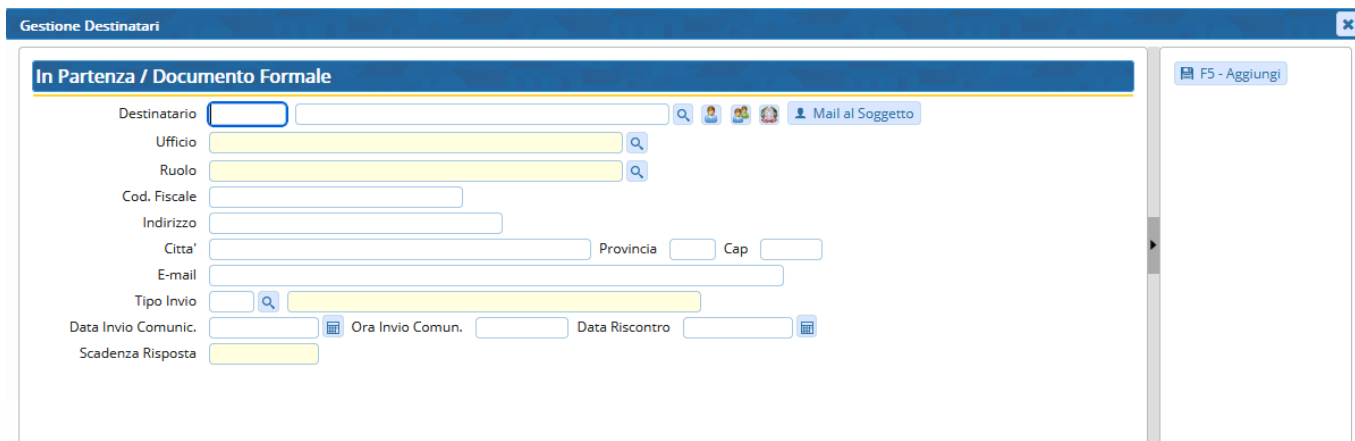 Gestione Destinatari
In Partenza / Documento Formale
F5 - Aggiungi
Destinatario Mail al Soggetto
Ufficio
Ruolo
Cod. Fiscale
Indirizzo
Citta' Provincia Cap
E-mail
Tipo Invio
Data Invio Comunic. Ora Invio Comun. Data Riscontro
Scadenza Risposta